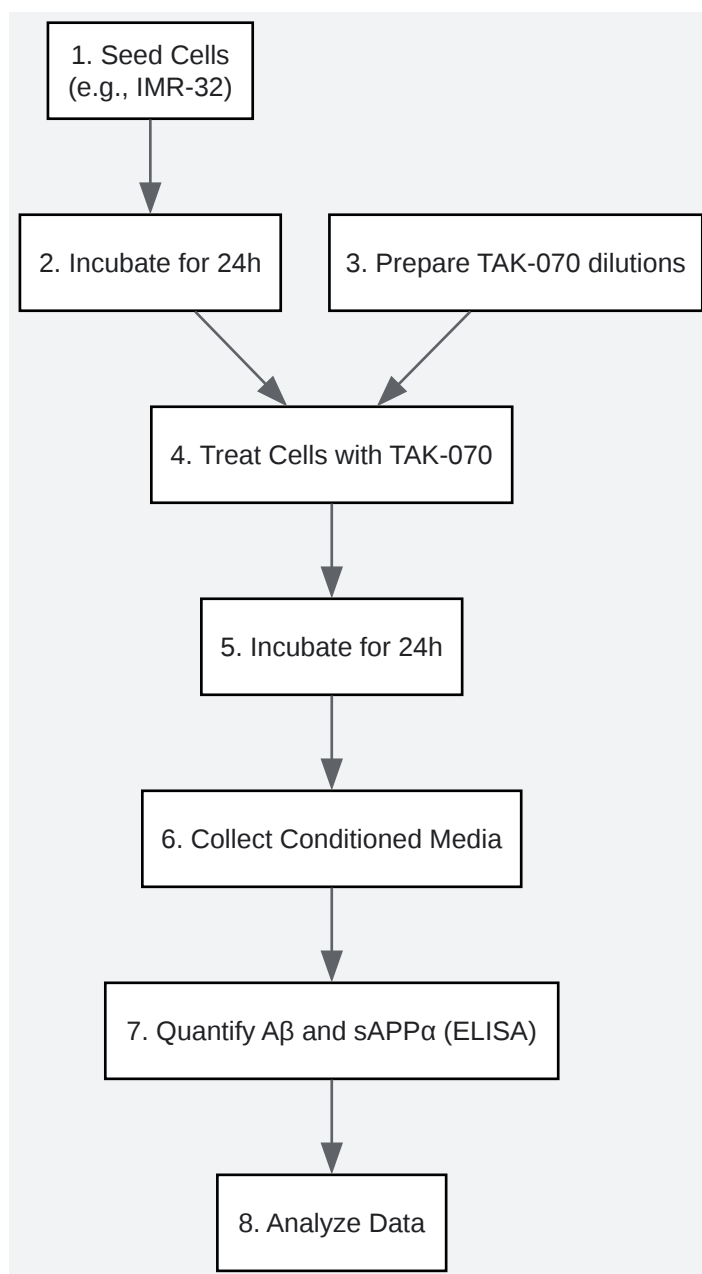 1. Seed Cells
(e.g., IMR-32)
2. Incubate for 24h
3. Prepare TAK-070 dilutions
4. Treat Cells with TAK-070
5. Incubate for 24h
6. Collect Conditioned Media
7. Quantify Aβ and sAPPα (ELISA)
8. Analyze Data